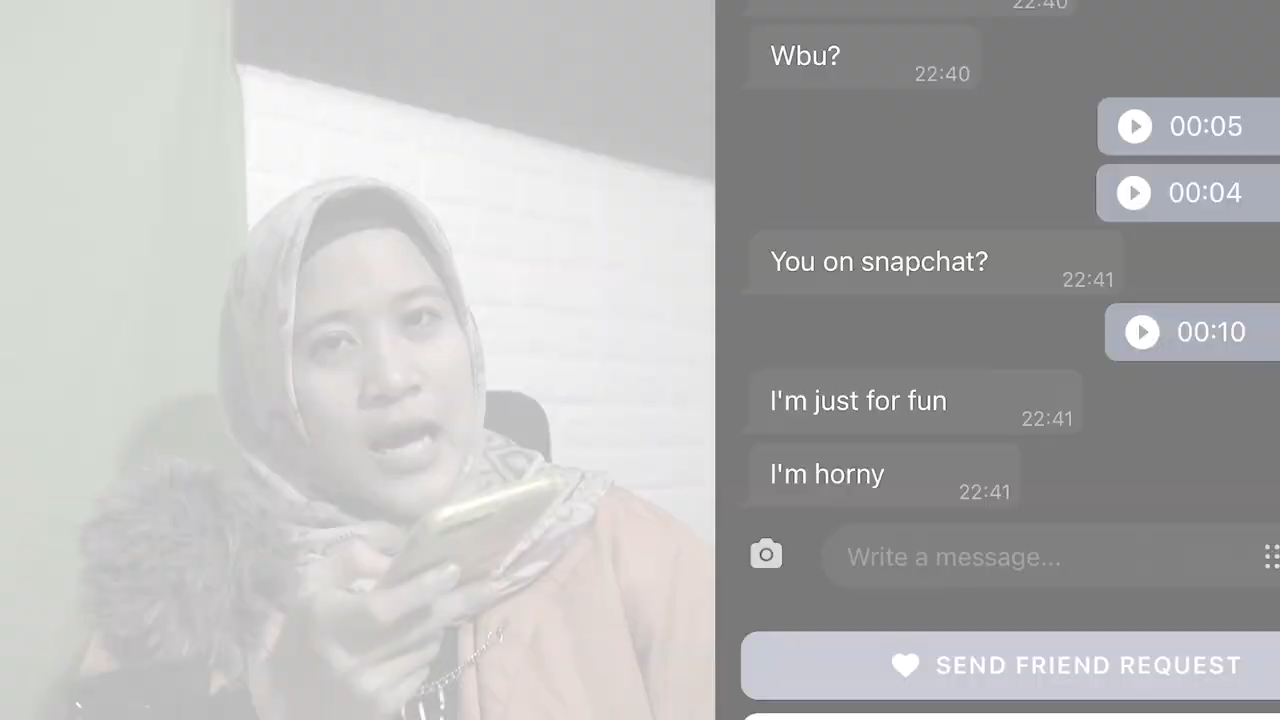 22:40
Wbu?
22:40
00:05
00:04
You on snapchat?
22:41
00:10
I'm just for fun
22:41
I'm horny
22:41
Write a message...
SEND FRIEND REQUEST